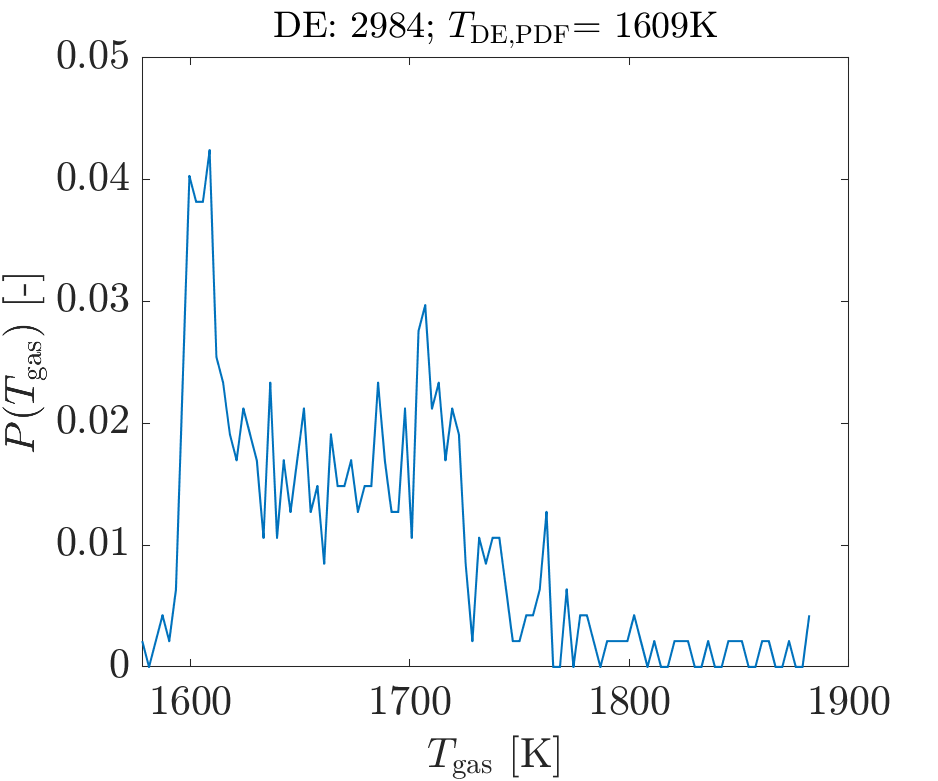 DE: 2984; T_DE,PDF= 1609K
0.05
0.04
0.03
0.02
0.01
0
P(T_gas) [-]
1600 1700 1800 1900
T_gas [K]